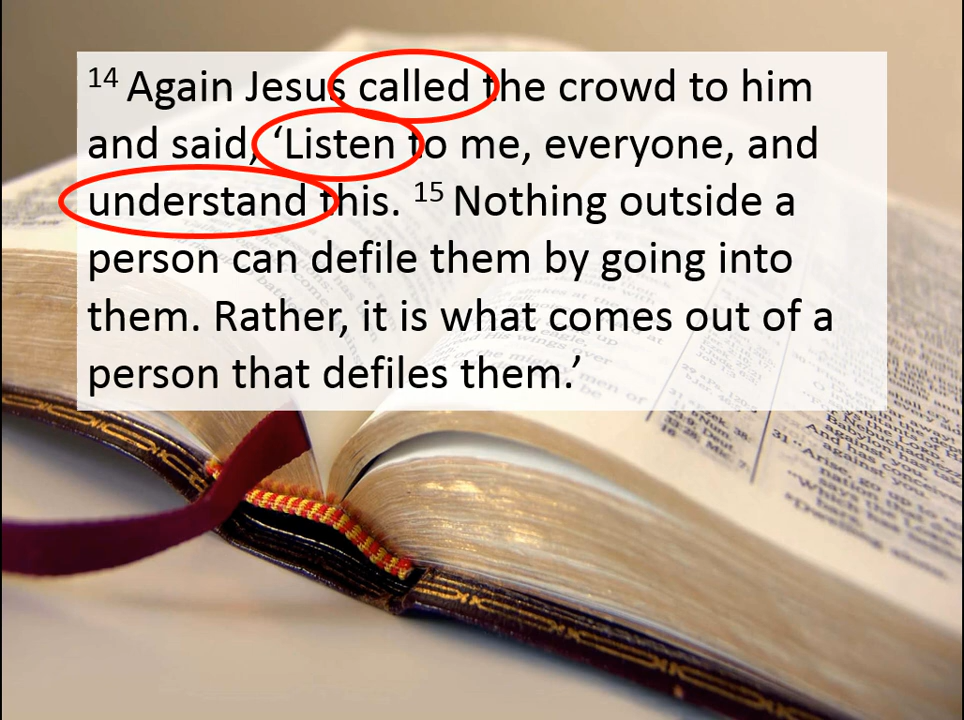 14 Again Jesus called the crowd to him
and said, ‘Listen to me, everyone, and
understand this. 15 Nothing outside a
person can defile them by going into
them. Rather, it is what comes out of a
person that defiles them.’